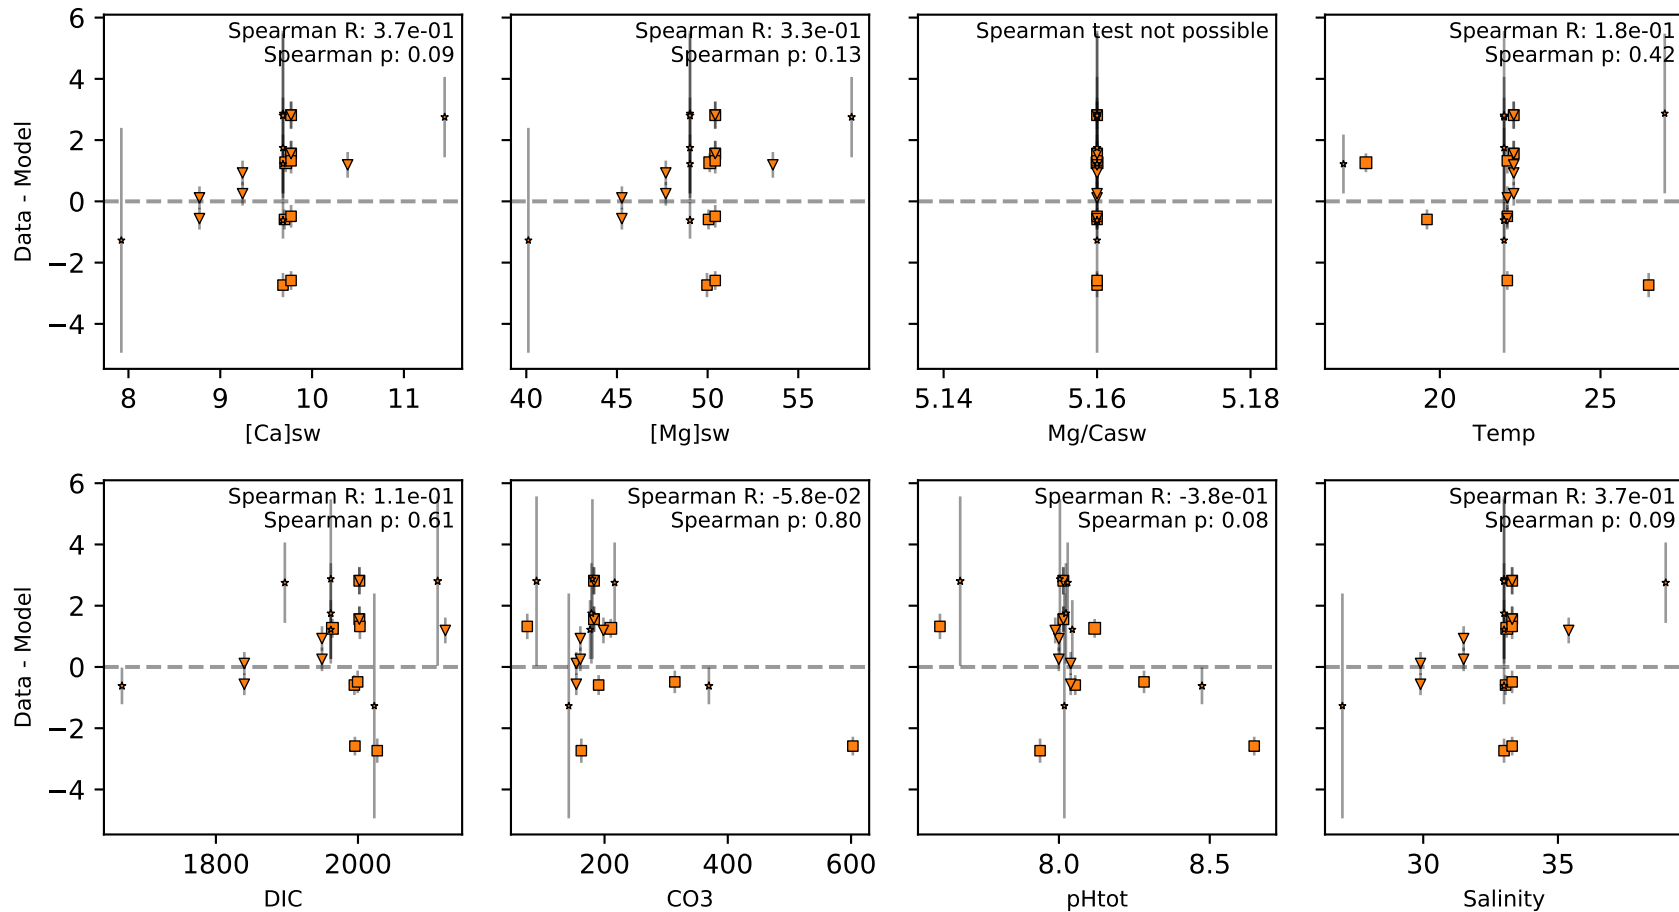 Spearman R: 3.7e-01
Spearman p: 0.09
Spearman R: 3.3e-01
Spearman p: 0.13
Spearman test not possible
Spearman R: 1.8e-01
Spearman p: 0.42
6
4
2
0
−2
−4
Data - Model
8 9 10 11
40 45 50 55
5.14 5.16 5.18
20 25
[Ca]sw
[Mg]sw
Mg/Casw
Temp
Spearman R: 1.1e-01
Spearman p: 0.61
Spearman R: -5.8e-02
Spearman p: 0.80
Spearman R: -3.8e-01
Spearman p: 0.08
Spearman R: 3.7e-01
Spearman p: 0.09
6
4
2
0
−2
−4
Data - Model
1800 2000
200 400 600
8.0 8.5
30 35
DIC
CO3
pHtot
Salinity